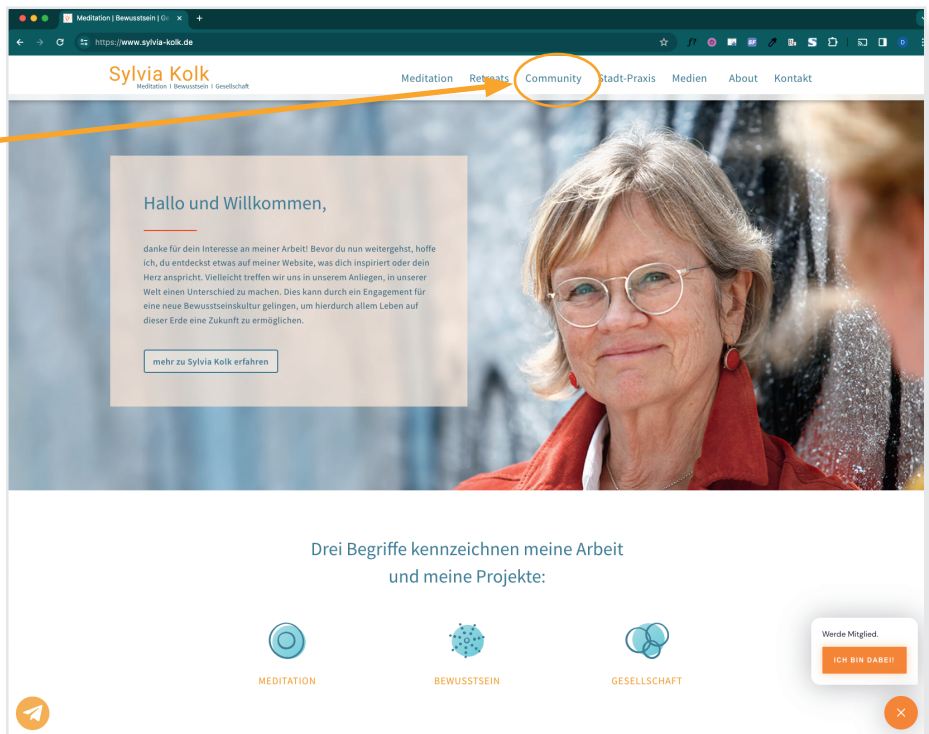 Meditation | Bewusstsein | Ge
https://www.sylvia-kolk.de
Sylvia Kolk
Meditation I Bewusstsein I Gesellschaft
Meditation Retreats Community Stadt-Praxis Medien About Kontakt
Hallo und Willkommen,
danke für dein Interesse an meiner Arbeit! Bevor du nun weitergehst, hoffe
ich, du entdeckst etwas auf meiner Website, was dich inspiriert oder dein
Herz anspricht. Vielleicht treffen wir uns in unserem Anliegen, in unserer
Welt einen Unterschied zu machen. Dies kann durch ein Engagement für
eine neue Bewusstseinskultur gelingen, um hierdurch allem Leben auf
dieser Erde eine Zukunft zu ermöglichen.
mehr zu Sylvia Kolk erfahren
Drei Begriffe kennzeichnen meine Arbeit
und meine Projekte:
MEDITATION
BEWUSSTSEIN
GESELLSCHAFT
Werde Mitglied.
ICH BIN DABEI!